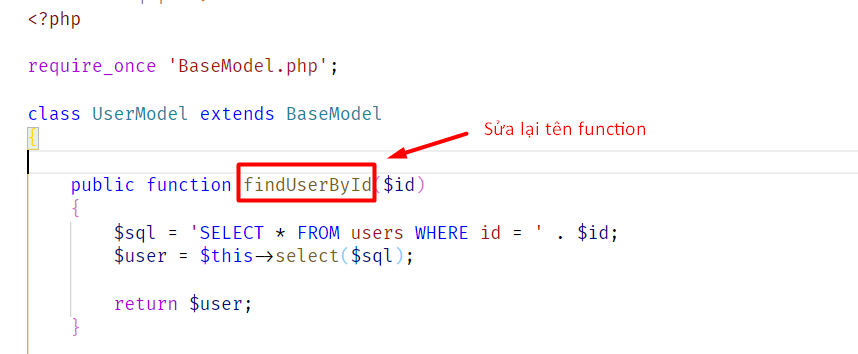 <?php
require_once 'BaseModel.php';
class UserModel extends BaseModel
{
Sửa lại tên function
public function findUserById($id)
{
$sql = 'SELECT * FROM users WHERE id = ' . $id;
$user = $this->select($sql);
return $user;
}